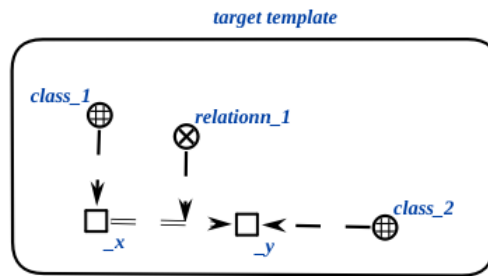 target template
class_1
relationn_1
class_2
_x
_y